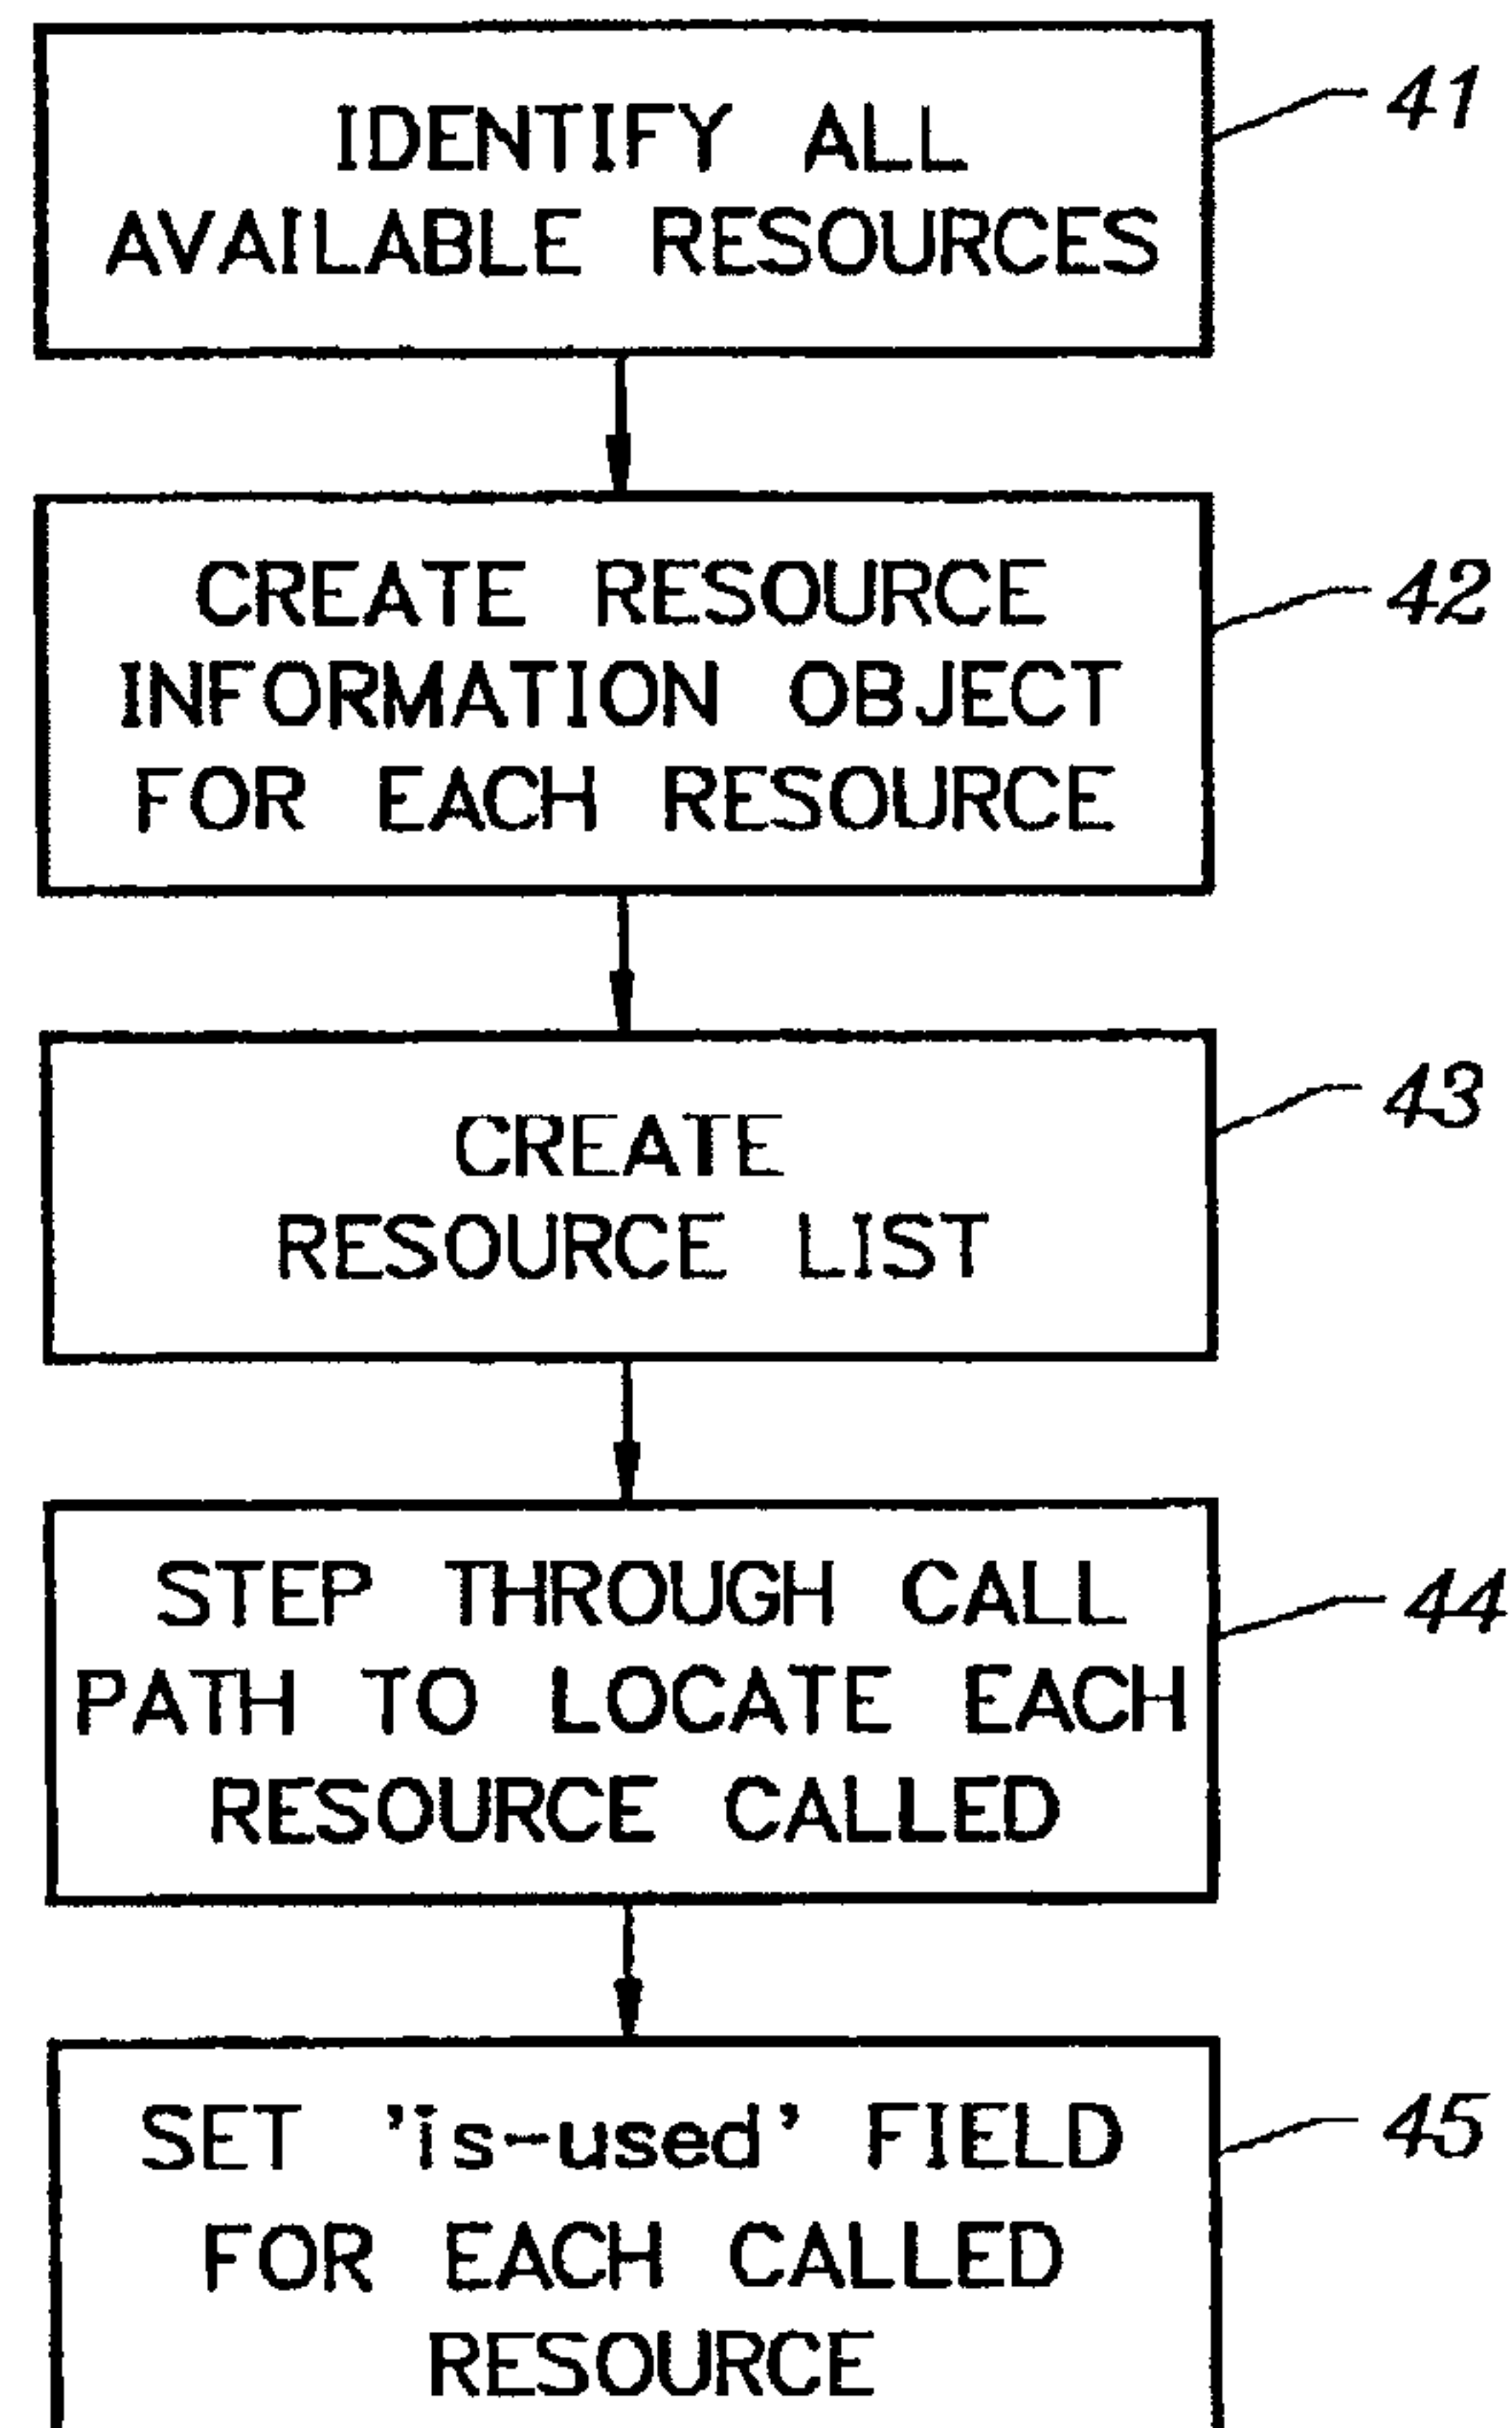 IDENTIFY ALL
AVAILABLE RESOURCES
41
CREATE RESOURCE
INFORMATION OBJECT
FOR EACH RESOURCE
42
CREATE
RESOURCE LIST
43
STEP THROUGH CALL
PATH TO LOCATE EACH
RESOURCE CALLED
44
SET 'is-used' FIELD
FOR EACH CALLED
RESOURCE
45